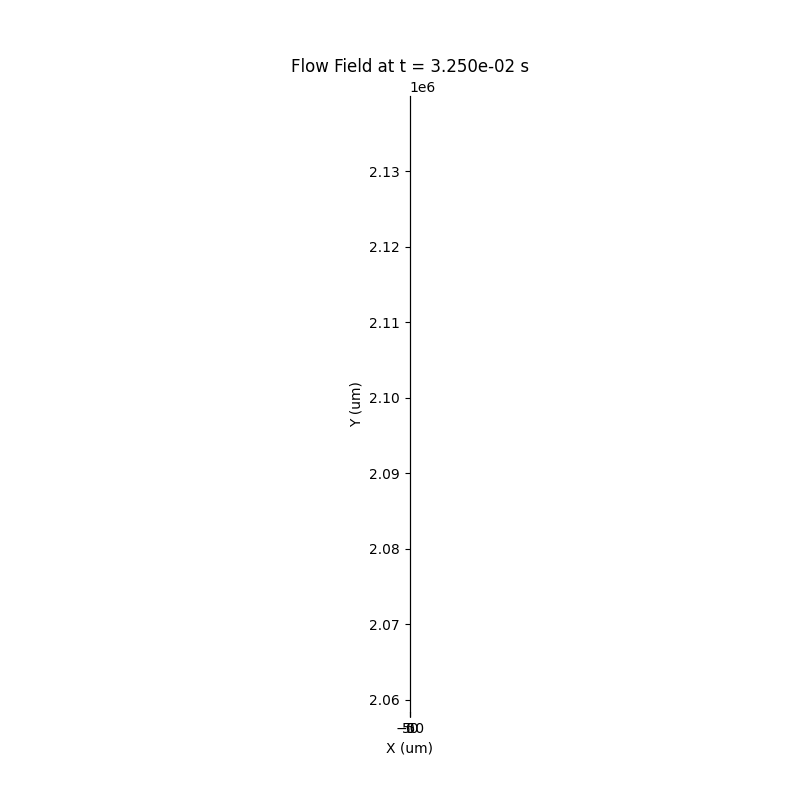 Flow Field at t = 3.250e-02 s
1e6
2.13
2.12
2.11
2.10
Y (um)
2.09
2.08
2.07
2.06
X (um)